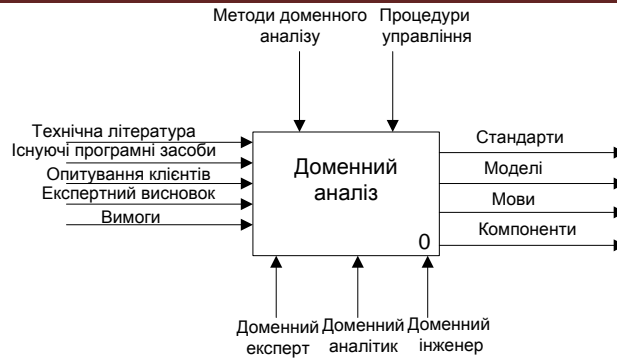 Методи доменного
аналізу
Процедури
управління
Технічна література
Існуючі програмні засоби
Опитування клієнтів
Експертний висновок
Вимоги
Доменний
аналіз
0
Стандарти
Моделі
Мови
Компоненти
Доменний
експерт
Доменний
аналітик
Доменний
інженер